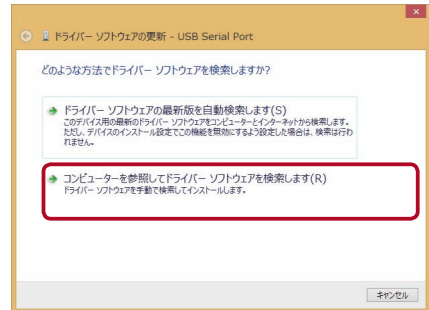 ドライバー ソフトウェアの更新 - USB Serial Port
どのような方法でドライバー ソフトウェアを検索しますか?
ドライバー ソフトウェアの最新版を自動検索します(S)
このデバイス用の最新のドライバー ソフトウェアをコンピューターとインターネットから検索します。
ただし、デバイスのインストール設定でこの機能を無効にするよう設定した場合は、検索は行わ
れません。
コンピューターを参照してドライバー ソフトウェアを検索します(R)
ドライバー ソフトウェアを手動で検索してインストールします。
キャンセル